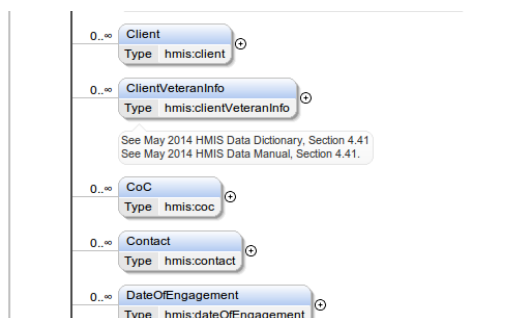 0..∞ Client
Type hmis:client
0..∞ ClientVeteranInfo
Type hmis:clientVeteranInfo
See May 2014 HMIS Data Dictionary, Section 4.41
See May 2014 HMIS Data Manual, Section 4.41.
0..∞ CoC
Type hmis:coc
0..∞ Contact
Type hmis:contact
0..∞ DateOfEngagement
Type hmis:dateOfEngagement